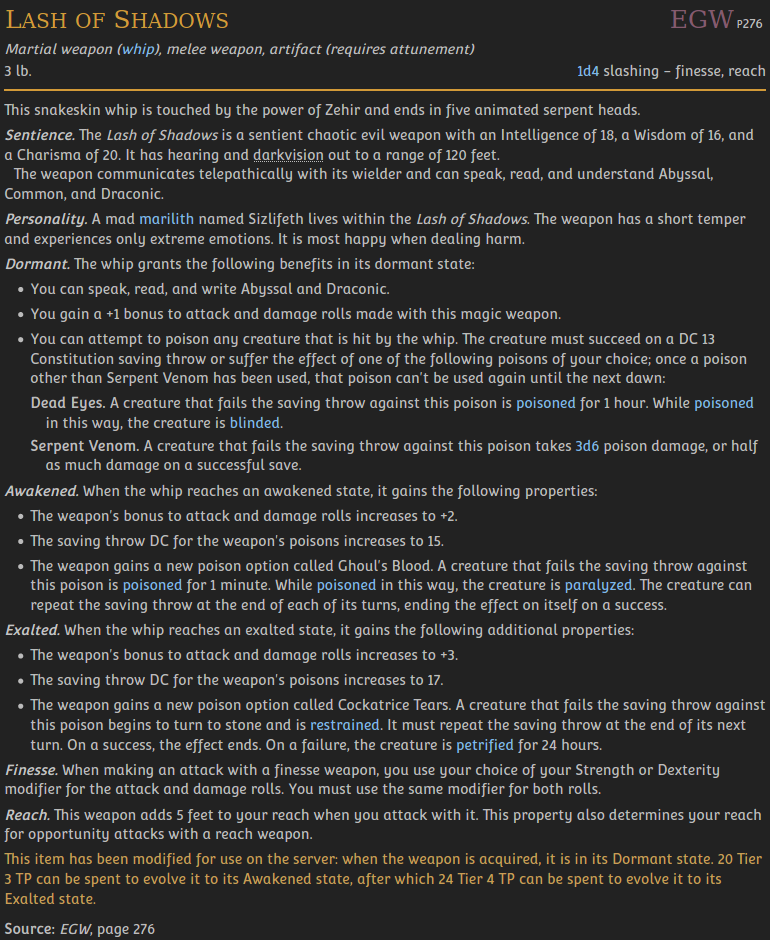 LASH OF SHADOWS EGW P276
Martial weapon (whip), melee weapon, artifact (requires attunement)
3 lb. 1d4 slashing – finesse, reach
This snakeskin whip is touched by the power of Zehir and ends in five animated serpent heads.
Sentience. The Lash of Shadows is a sentient chaotic evil weapon with an Intelligence of 18, a Wisdom of 16, and
a Charisma of 20. It has hearing and darkvision out to a range of 120 feet.
The weapon communicates telepathically with its wielder and can speak, read, and understand Abyssal,
Common, and Draconic.
Personality. A mad marilith named Sizlifeth lives within the Lash of Shadows. The weapon has a short temper
and experiences only extreme emotions. It is most happy when dealing harm.
Dormant. The whip grants the following benefits in its dormant state:
• You can speak, read, and write Abyssal and Draconic.
• You gain a +1 bonus to attack and damage rolls made with this magic weapon.
• You can attempt to poison any creature that is hit by the whip. The creature must succeed on a DC 13
Constitution saving throw or suffer the effect of one of the following poisons of your choice; once a poison
other than Serpent Venom has been used, that poison can't be used again until the next dawn:
Dead Eyes. A creature that fails the saving throw against this poison is poisoned for 1 hour. While poisoned
in this way, the creature is blinded.
Serpent Venom. A creature that fails the saving throw against this poison takes 3d6 poison damage, or half
as much damage on a successful save.
Awakened. When the whip reaches an awakened state, it gains the following properties:
• The weapon's bonus to attack and damage rolls increases to +2.
• The saving throw DC for the weapon's poisons increases to 15.
• The weapon gains a new poison option called Ghoul's Blood. A creature that fails the saving throw against
this poison is poisoned for 1 minute. While poisoned in this way, the creature is paralyzed. The creature can
repeat the saving throw at the end of each of its turns, ending the effect on itself on a success.
Exalted. When the whip reaches an exalted state, it gains the following additional properties:
• The weapon's bonus to attack and damage rolls increases to +3.
• The saving throw DC for the weapon's poisons increases to 17.
• The weapon gains a new poison option called Cockatrice Tears. A creature that fails the saving throw against
this poison begins to turn to stone and is restrained. It must repeat the saving throw at the end of its next
turn. On a success, the effect ends. On a failure, the creature is petrified for 24 hours.
Finesse. When making an attack with a finesse weapon, you use your choice of your Strength or Dexterity
modifier for the attack and damage rolls. You must use the same modifier for both rolls.
Reach. This weapon adds 5 feet to your reach when you attack with it. This property also determines your reach
for opportunity attacks with a reach weapon.
This item has been modified for use on the server: when the weapon is acquired, it is in its Dormant state. 20 Tier
3 TP can be spent to evolve it to its Awakened state, after which 24 Tier 4 TP can be spent to evolve it to its
Exalted state.
Source: EGW, page 276